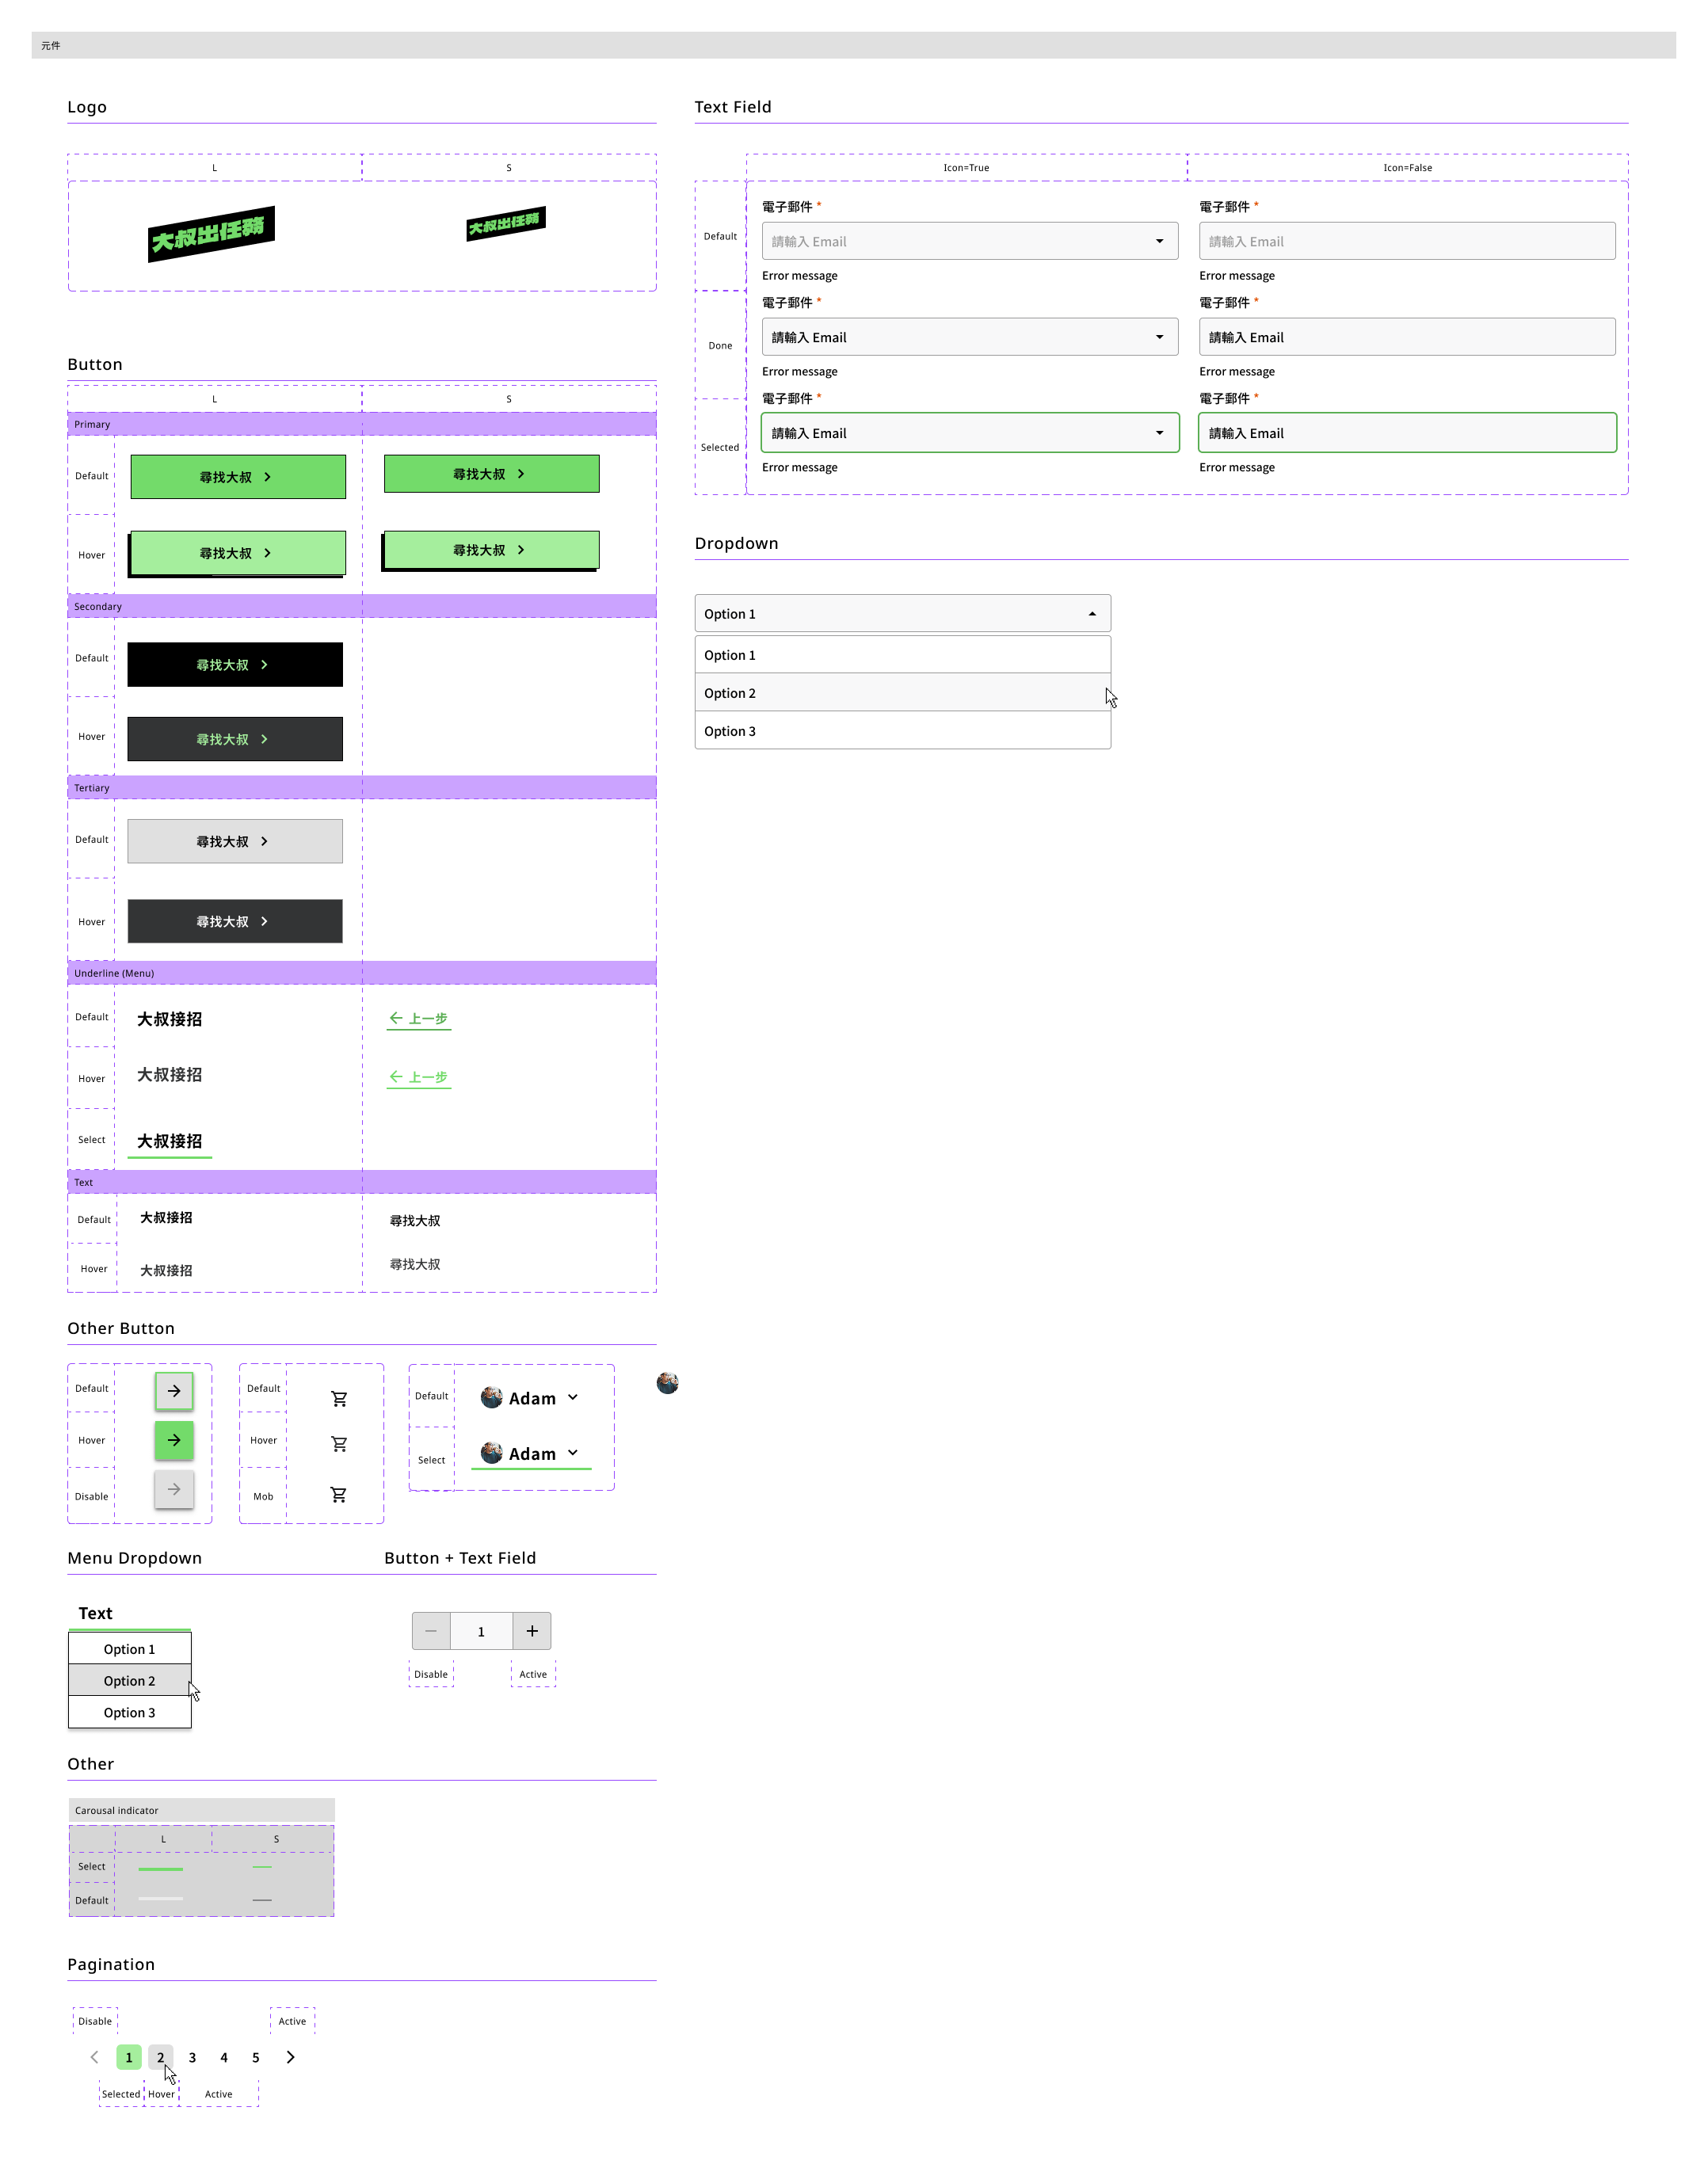 元件
Logo
L
S
大叔出任務
大叔出任務
Button
L
S
Primary
Default
尋找大叔
尋找大叔
Hover
尋找大叔
尋找大叔
Secondary
Default
尋找大叔
Hover
尋找大叔
Tertiary
Default
尋找大叔
Hover
尋找大叔
Underline (Menu)
Default
大叔接招
上一步
Hover
大叔接招
上一步
Select
大叔接招
Text
Default
大叔接招
尋找大叔
Hover
大叔接招
尋找大叔
Other Button
Default
Hover
Disable
Default
Hover
Mob
Default
Adam
Select
Adam
Menu Dropdown
Text
Option 1
Option 2
Option 3
Button + Text Field
1
Disable
Active
Other
Carousal indicator
L
S
Select
Default
Pagination
Disable
Active
1 2 3 4 5
Selected
Hover
Active
Text Field
Icon=True
Icon=False
Default
電子郵件 *
請輸入 Email
Error message
電子郵件 *
請輸入 Email
Error message
Done
電子郵件 *
請輸入 Email
Error message
電子郵件 *
請輸入 Email
Error message
Selected
電子郵件 *
請輸入 Email
Error message
電子郵件 *
請輸入 Email
Error message
Dropdown
Option 1
Option 1
Option 2
Option 3